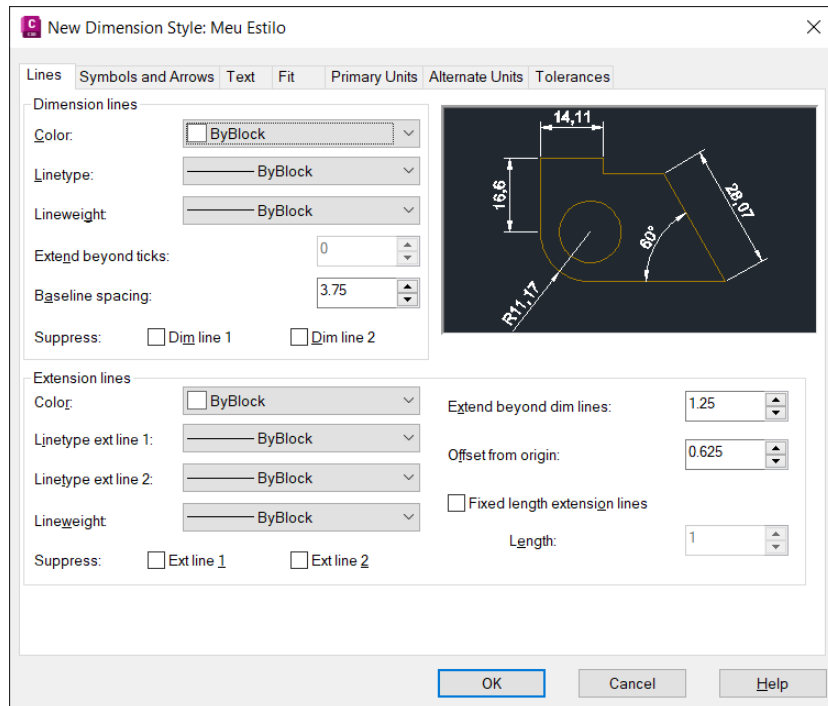 New Dimension Style: Meu Estilo
Lines Symbols and Arrows Text Fit Primary Units Alternate Units Tolerances
Dimension lines
Color: ByBlock
Linetype: ByBlock
Lineweight: ByBlock
Extend beyond ticks: 0
Baseline spacing: 3.75
Suppress: Dim line 1 Dim line 2
14,11
16,6
28,07
60°
R11,17
Extension lines
Color: ByBlock
Linetype ext line 1: ByBlock
Linetype ext line 2: ByBlock
Lineweight: ByBlock
Suppress: Ext line 1 Ext line 2
Extend beyond dim lines: 1.25
Offset from origin: 0.625
Fixed length extension lines
Length: 1
OK Cancel Help